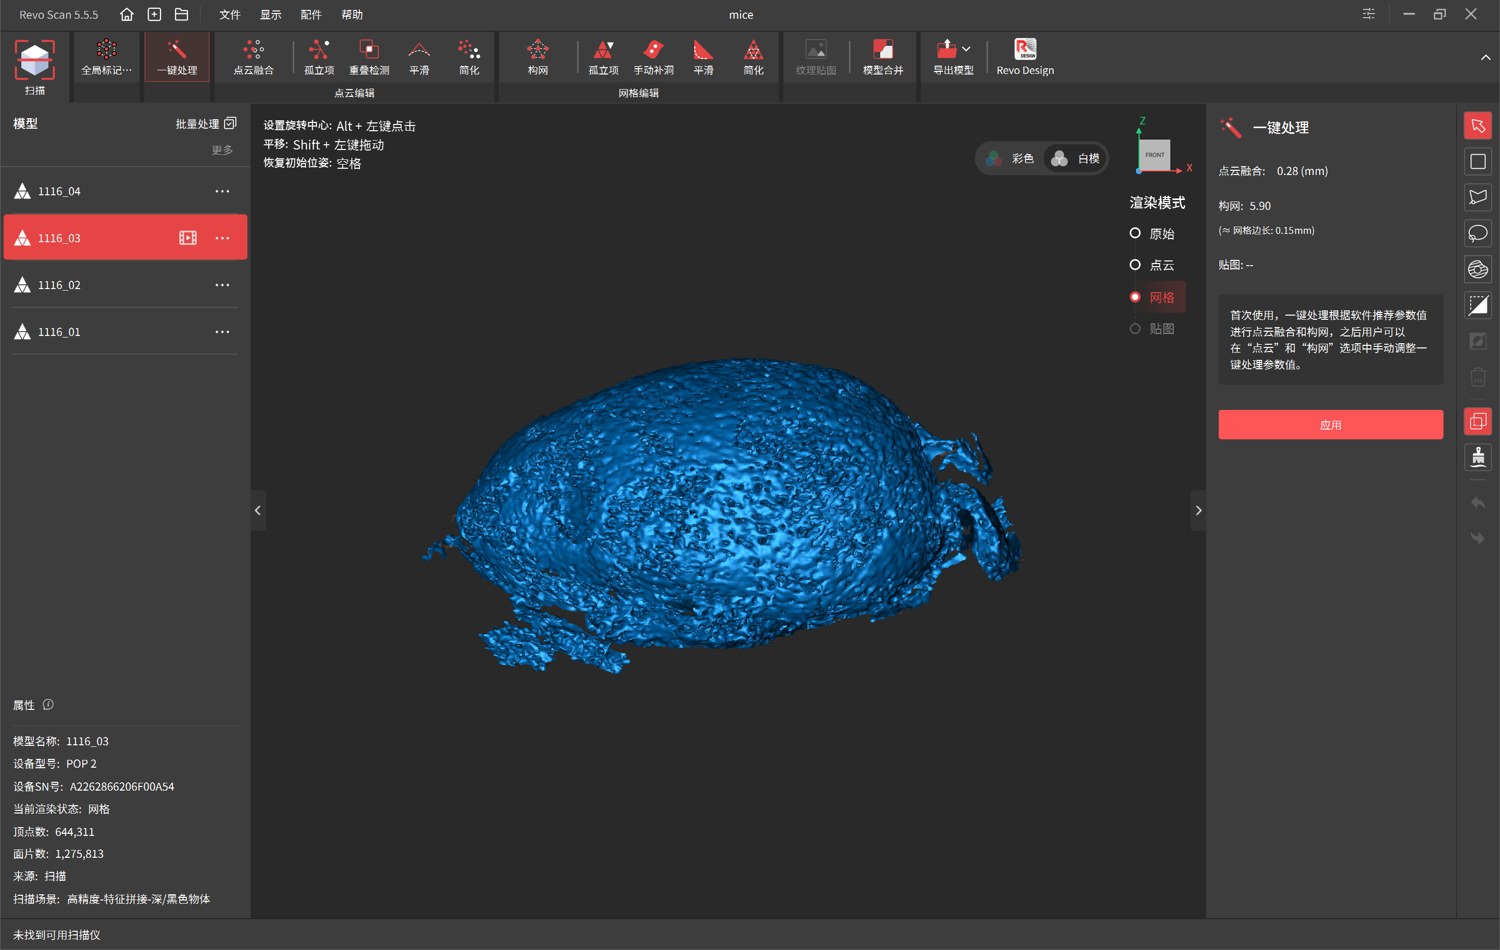 Revo Scan 5.5.5
文件
显示
配件
帮助
mice
扫描
全局标记···
一键处理
点云融合
孤立项
重叠检测
平滑
简化
点云编辑
构网
孤立项
手动补洞
平滑
简化
网格编辑
纹理贴图
模型合并
导出模型
Revo Design
模型
批量处理
更多
1116_04
1116_03
1116_02
1116_01
设置旋转中心: Alt + 左键点击
平移: Shift + 左键拖动
恢复初始位姿: 空格
彩色
白模
Z
FRONT
X
渲染模式
原始
点云
网格
贴图
一键处理
点云融合: 0.28 (mm)
构网: 5.90
(≈ 网格边长: 0.15mm)
贴图: --
首次使用，一键处理根据软件推荐参数值
进行点云融合和构网，之后用户可以
在“点云”和“构网”选项中手动调整一
键处理参数值。
应用
属性
模型名称: 1116_03
设备型号: POP 2
设备SN号: A2262866206F00A54
当前渲染状态: 网格
顶点数: 644,311
面片数: 1,275,813
来源: 扫描
扫描场景: 高精度-特征拼接-深/黑色物体
未找到可用扫描仪